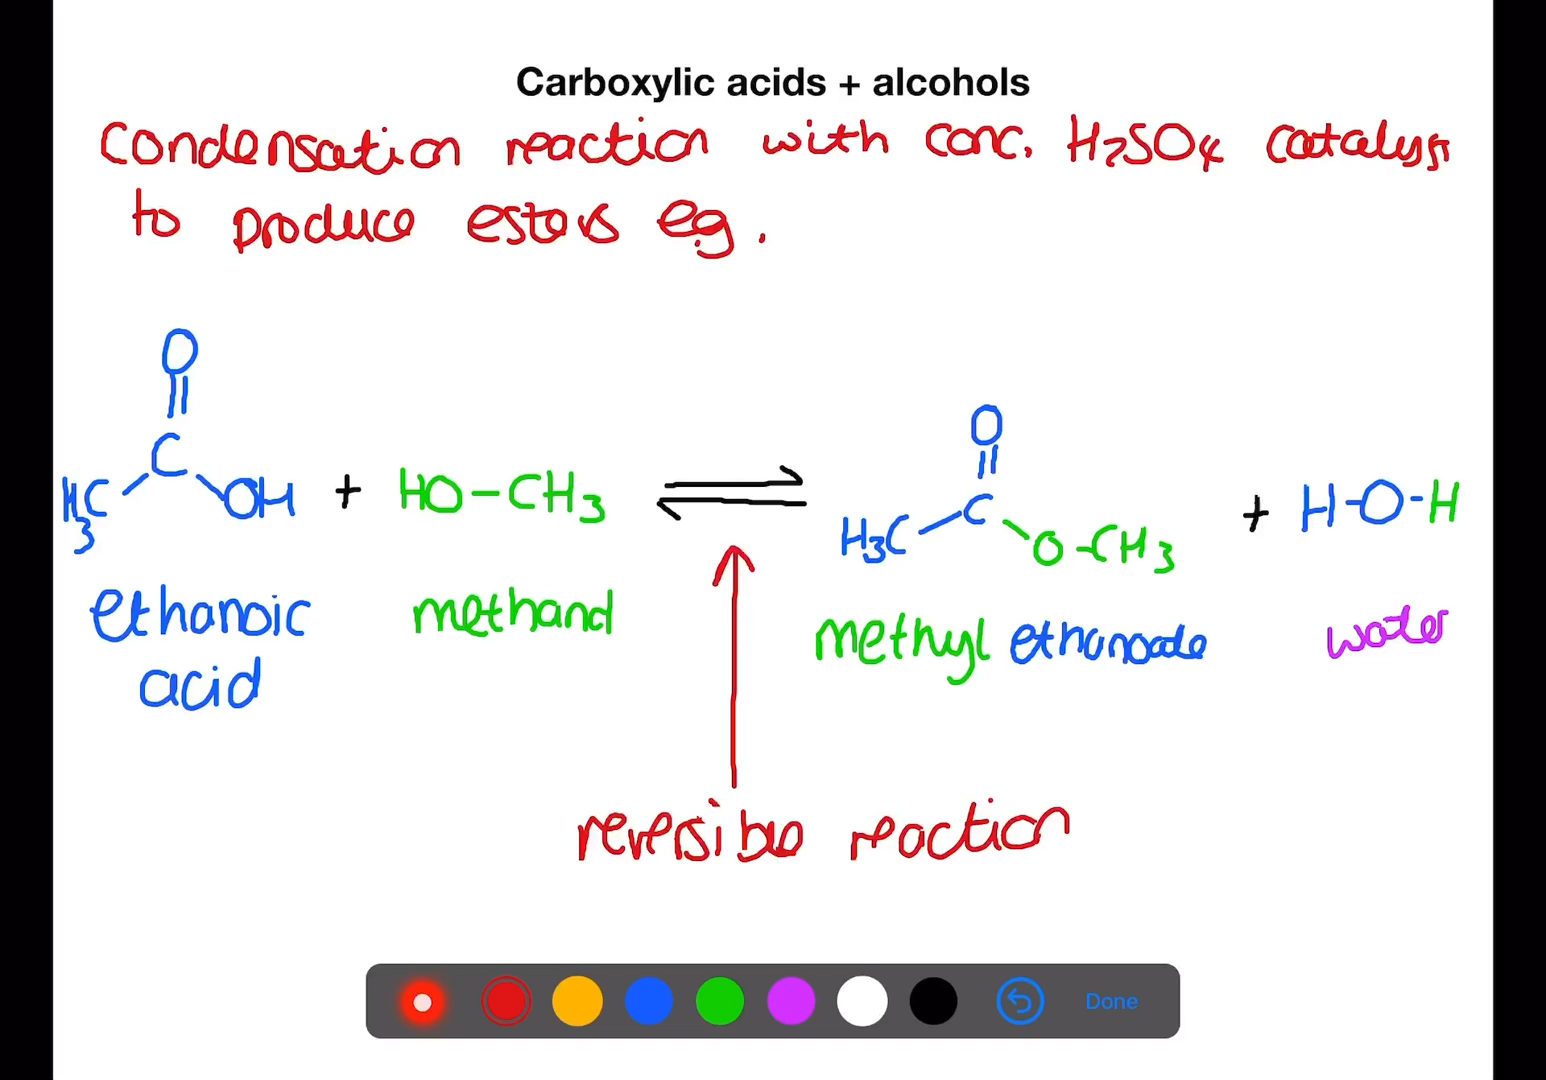 Carboxylic acids + alcohols
condensation reaction with conc. H2SO4 catalyst
to produce esters eg.
O
O
C
H3C OH + HO-CH3 ⇌ H3C C O-CH3 + H-O-H
ethanoic methanol methyl ethanoate water
acid
reversible reaction
Done